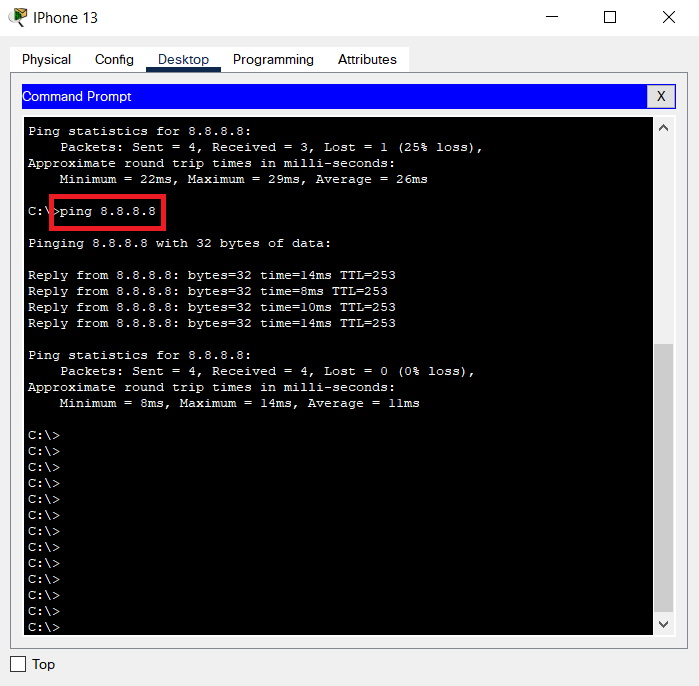 IPhone 13
Physical Config Desktop Programming Attributes
Command Prompt X
Ping statistics for 8.8.8.8:
    Packets: Sent = 4, Received = 3, Lost = 1 (25% loss),
Approximate round trip times in milli-seconds:
    Minimum = 22ms, Maximum = 29ms, Average = 26ms
C:\>ping 8.8.8.8
Pinging 8.8.8.8 with 32 bytes of data:
Reply from 8.8.8.8: bytes=32 time=14ms TTL=253
Reply from 8.8.8.8: bytes=32 time=8ms TTL=253
Reply from 8.8.8.8: bytes=32 time=10ms TTL=253
Reply from 8.8.8.8: bytes=32 time=14ms TTL=253
Ping statistics for 8.8.8.8:
    Packets: Sent = 4, Received = 4, Lost = 0 (0% loss),
Approximate round trip times in milli-seconds:
    Minimum = 8ms, Maximum = 14ms, Average = 11ms
C:\>
C:\>
C:\>
C:\>
C:\>
C:\>
C:\>
C:\>
C:\>
C:\>
C:\>
C:\>
C:\>
Top